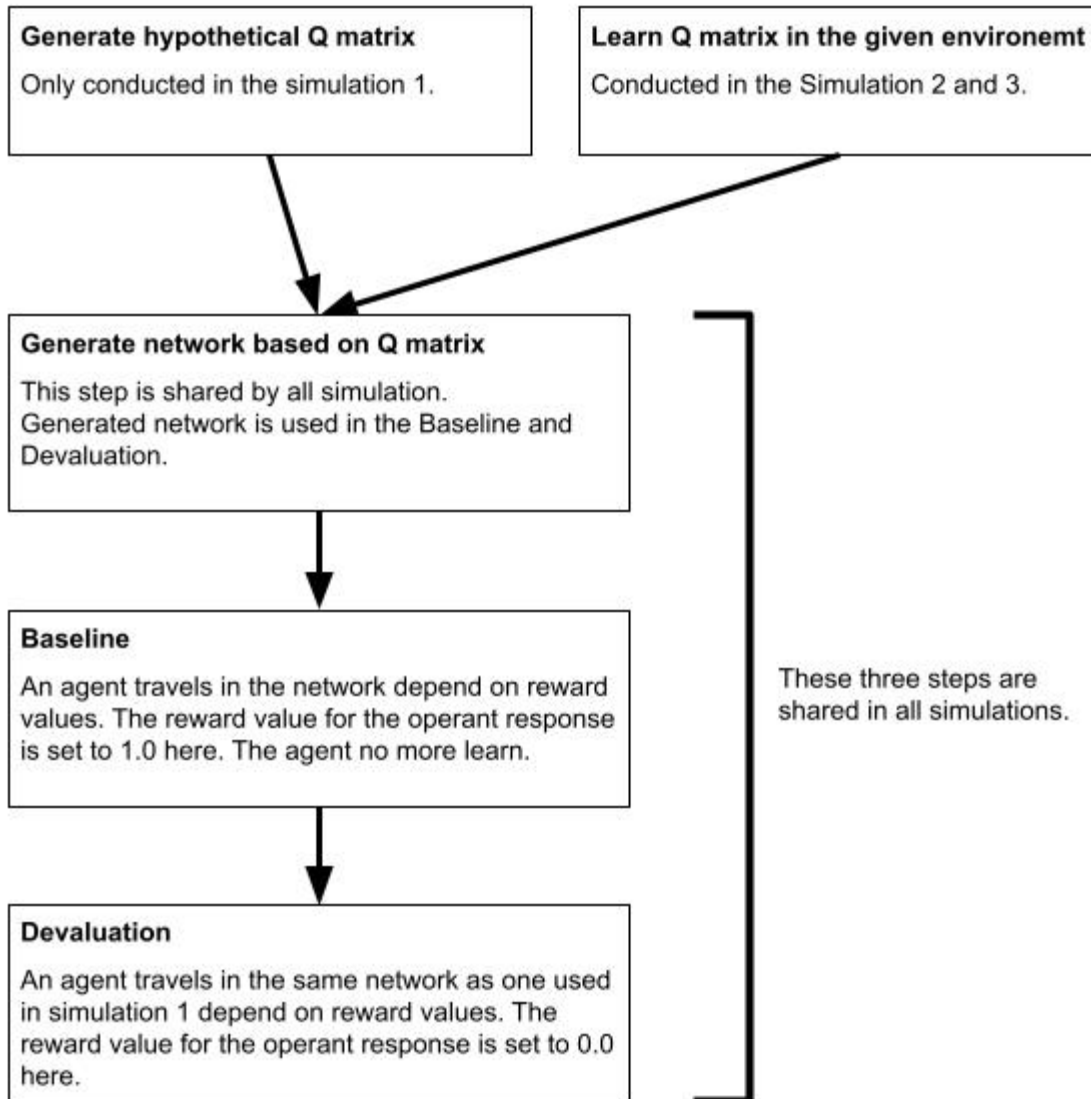 Generate hypothetical Q matrix
Only conducted in the simulation 1.
Learn Q matrix in the given environemt
Conducted in the Simulation 2 and 3.
Generate network based on Q matrix
This step is shared by all simulation.
Generated network is used in the Baseline and
Devaluation.
Baseline
An agent travels in the network depend on reward
values. The reward value for the operant response
is set to 1.0 here. The agent no more learn.
These three steps are
shared in all simulations.
Devaluation
An agent travels in the same network as one used
in simulation 1 depend on reward values. The
reward value for the operant response is set to 0.0
here.